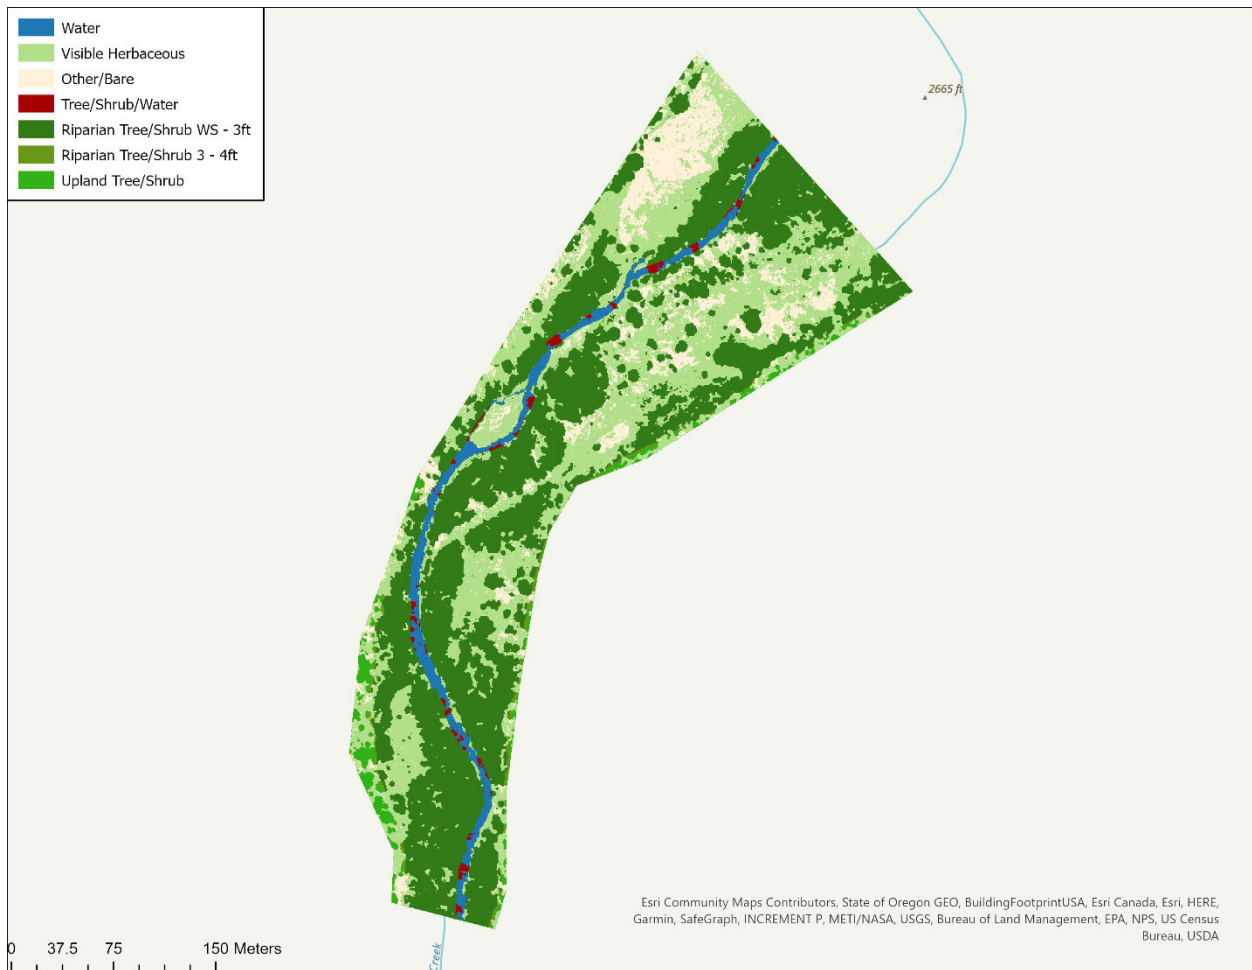 Water
Visible Herbaceous
Other/Bare
Tree/Shrub/Water
Riparian Tree/Shrub WS - 3ft
Riparian Tree/Shrub 3 - 4ft
Upland Tree/Shrub
2665 ft
Esri Community Maps Contributors, State of Oregon GEO, BuildingFootprintUSA, Esri Canada, Esri, HERE,
Garmin, SafeGraph, INCREMENT P, METI/NASA, USGS, Bureau of Land Management, EPA, NPS, US Census
Bureau, USDA
0 37.5 75 150 Meters
Creek